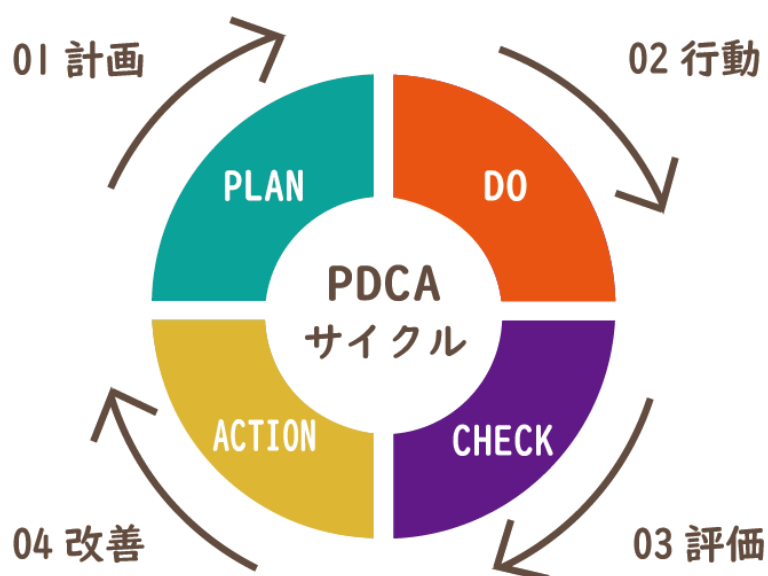 01 計画
02 行動
PLAN
DO
PDCA
サイクル
ACTION
CHECK
04 改善
03 評価